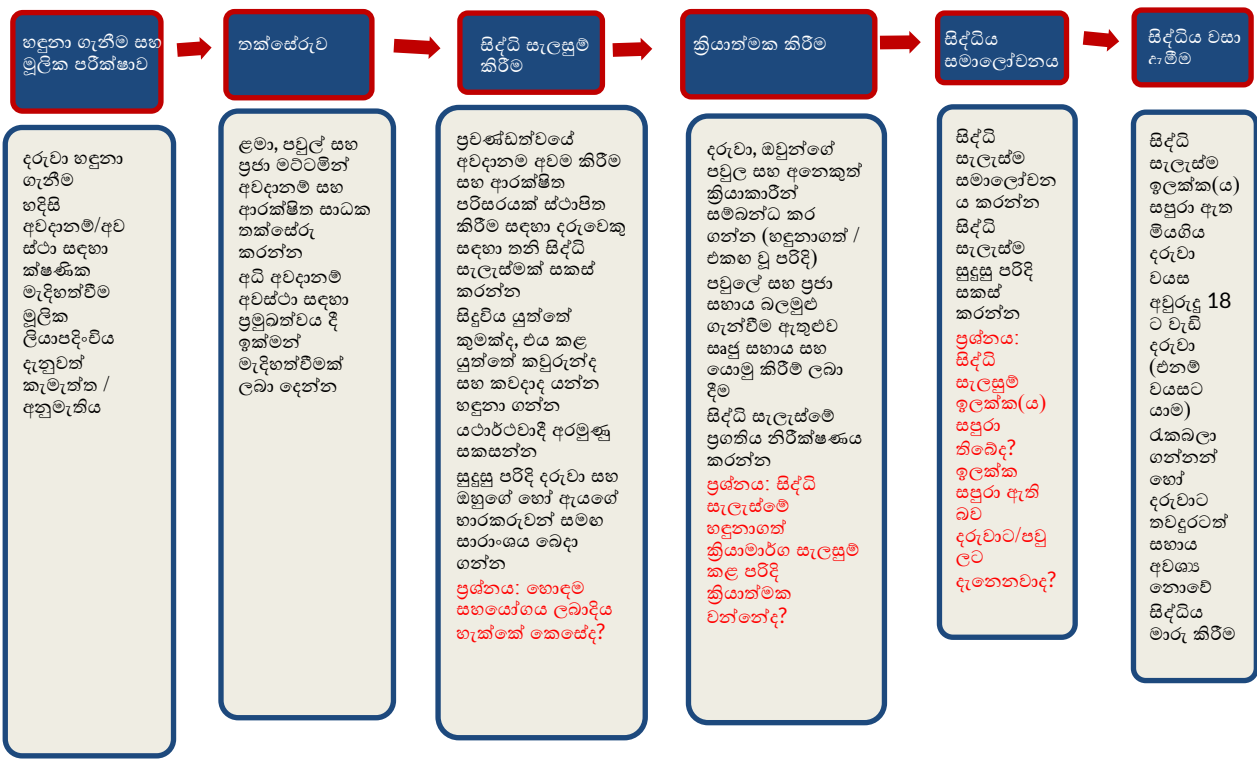 හඳුනා ගැනීම සහ
මූලික පරීක්ෂාව
තක්සේරුව
සිද්ධි සැලසුම්
කිරීම
ක්‍රියාත්මක කිරීම
සිද්ධිය
සමාලෝචනය
සිද්ධිය වසා
දැමීම
දරුවා හඳුනා
ගැනීම
හදිසි
අවදානම්/අව
ස්ථා සඳහා
ක්ෂණික
මැදිහත්වීම
මූලික
ලියාපදිංචිය
දැනුවත්
කැමැත්ත /
අනුමැතිය
ළමා, පවුල් සහ
ප්‍රජා මට්ටමින්
අවදානම් සහ
ආරක්ෂිත සාධක
තක්සේරු
කරන්න
අධි අවදානම්
අවස්ථා සඳහා
ප්‍රමුඛත්වය දී
ඉක්මන්
මැදිහත්වීමක්
ලබා දෙන්න
ප්‍රචණ්ඩත්වයේ
අවදානම අවම කිරීම
සහ ආරක්ෂිත
පරිසරයක් ස්ථාපිත
කිරීම සඳහා දරුවෙකු
සඳහා තනි සිද්ධි
සැලැස්මක් සකස්
කරන්න
සිදුවිය යුත්තේ
කුමක්ද, එය කළ
යුත්තේ කවුරුන්ද
සහ කවදාද යන්න
හඳුනා ගන්න
යථාර්ථවාදී අරමුණු
සකසන්න
සුදුසු පරිදි දරුවා සහ
ඔහුගේ හෝ ඇයගේ
භාරකරුවන් සමඟ
සාරාංශය බෙදා
ගන්න
ප්‍රශ්නය: හොඳම
සහයෝගය ලබාදිය
හැක්කේ කෙසේද?
දරුවා, ඔවුන්ගේ
පවුල සහ අනෙකුත්
ක්‍රියාකාරීන්
සම්බන්ධ කර
ගන්න (හඳුනාගත් /
එකඟ වූ පරිදි)
පවුලේ සහ ප්‍රජා
සහාය බලමුළු
ගැන්වීම ඇතුළුව
සෘජු සහාය සහ
යොමු කිරීම් ලබා
දීම
සිද්ධි සැලැස්මේ
ප්‍රගතිය නිරීක්ෂණය
කරන්න
ප්‍රශ්නය: සිද්ධි
සැලැස්මේ
හඳුනාගත්
ක්‍රියාමාර්ග සැලසුම්
කළ පරිදි
ක්‍රියාත්මක
වන්නේද?
සිද්ධි
සැලැස්ම
සමාලෝචන
ය කරන්න
සිද්ධි
සැලැස්ම
සුදුසු පරිදි
සකස්
කරන්න
ප්‍රශ්නය:
සිද්ධි
සැලසුම්
ඉලක්ක(ය)
සපුරා
තිබේද?
ඉලක්ක
සපුරා ඇති
බව
දරුවාට/පවු
ලට
දැනෙනවාද?
සිද්ධි
සැලැස්ම
ඉලක්ක(ය)
සපුරා ඇත
මියගිය
දරුවා
වයස
අවුරුදු 18
ට වැඩි
දරුවා
(එනම්
වයසට
යාම)
රැකබලා
ගන්නන්
හෝ
දරුවාට
තවදුරටත්
සහාය
අවශ්‍ය
නොවේ
සිද්ධිය
මාරු කිරීම